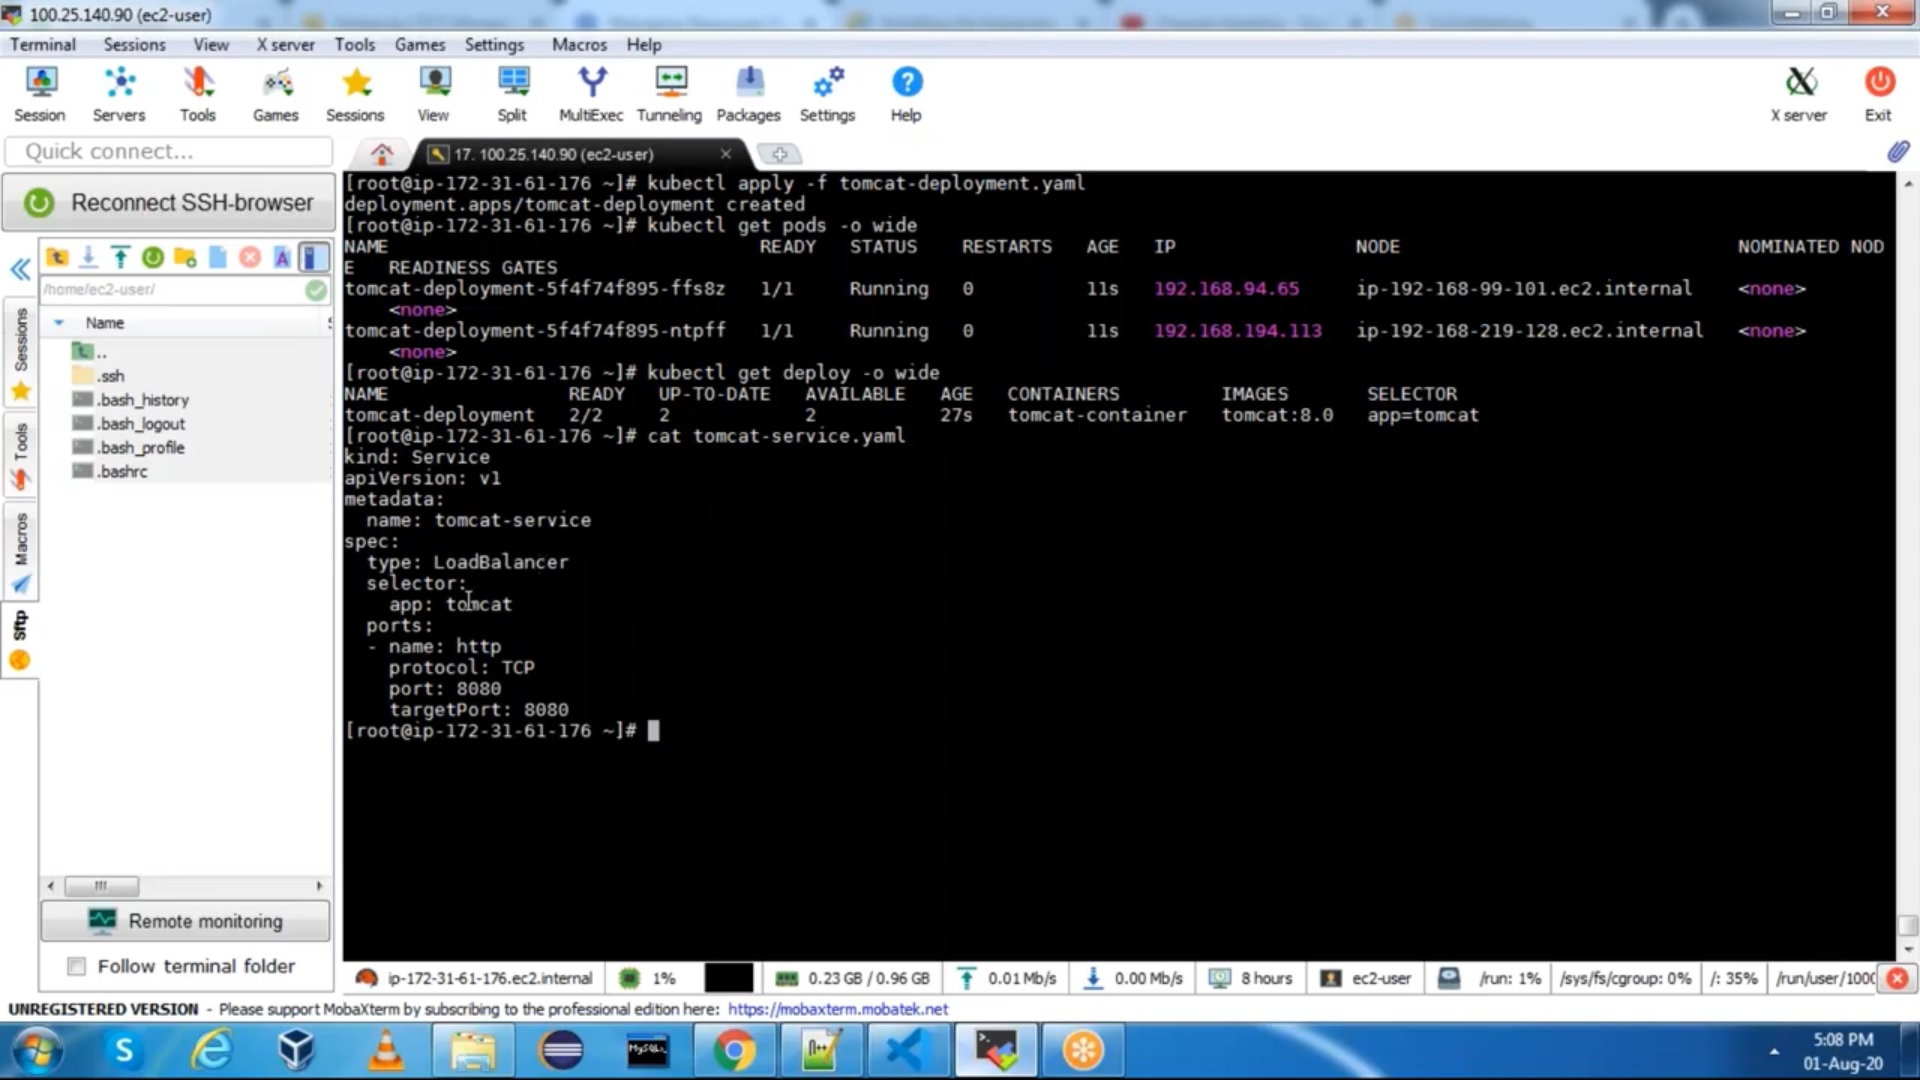 100.25.140.90 (ec2-user)
Terminal Sessions View X server Tools Games Settings Macros Help
Session Servers Tools Games Sessions View Split MultiExec Tunneling Packages Settings Help X server Exit
Quick connect...
17. 100.25.140.90 (ec2-user)
Reconnect SSH-browser
/home/ec2-user/
Name
..
.ssh
.bash_history
.bash_logout
.bash_profile
.bashrc
Sessions
Tools
Macros
Sftp
[root@ip-172-31-61-176 ~]# kubectl apply -f tomcat-deployment.yaml
deployment.apps/tomcat-deployment created
[root@ip-172-31-61-176 ~]# kubectl get pods -o wide
NAME READY STATUS RESTARTS AGE IP NODE NOMINATED NOD
E READINESS GATES
tomcat-deployment-5f4f74f895-ffs8z 1/1 Running 0 11s 192.168.94.65 ip-192-168-99-101.ec2.internal <none>
<none>
tomcat-deployment-5f4f74f895-ntpff 1/1 Running 0 11s 192.168.194.113 ip-192-168-219-128.ec2.internal <none>
<none>
[root@ip-172-31-61-176 ~]# kubectl get deploy -o wide
NAME READY UP-TO-DATE AVAILABLE AGE CONTAINERS IMAGES SELECTOR
tomcat-deployment 2/2 2 2 27s tomcat-container tomcat:8.0 app=tomcat
[root@ip-172-31-61-176 ~]# cat tomcat-service.yaml
kind: Service
apiVersion: v1
metadata:
name: tomcat-service
spec:
type: LoadBalancer
selector:
app: tomcat
ports:
- name: http
protocol: TCP
port: 8080
targetPort: 8080
[root@ip-172-31-61-176 ~]#
Remote monitoring
Follow terminal folder
ip-172-31-61-176.ec2.internal 1% 0.23 GB / 0.96 GB 0.01 Mb/s 0.00 Mb/s 8 hours ec2-user /run: 1% /sys/fs/cgroup: 0% /: 35% /run/user/1000
UNREGISTERED VERSION - Please support MobaXterm by subscribing to the professional edition here: https://mobaxterm.mobatek.net
MySQL
5:08 PM
01-Aug-20